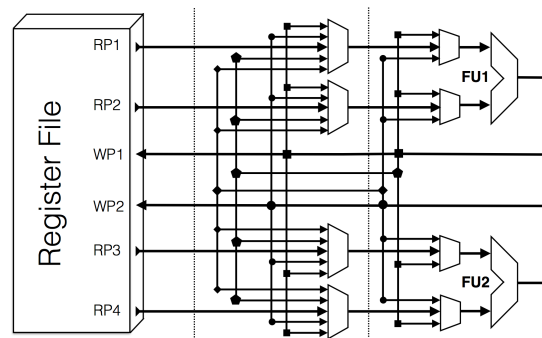 RP1
RP2
WP1
WP2
RP3
RP4
Register File
FU1
FU2